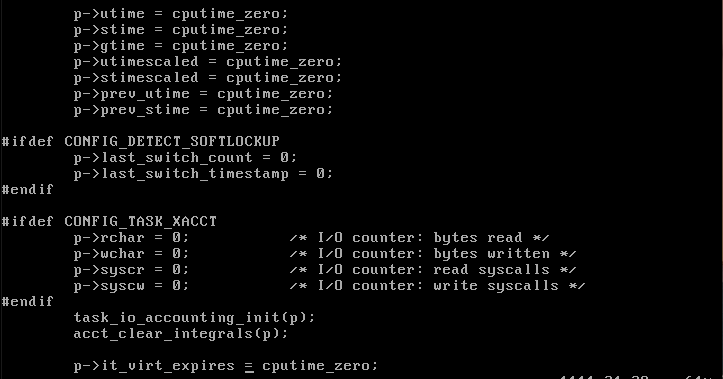 p->utime = cputime_zero;
p->stime = cputime_zero;
p->gtime = cputime_zero;
p->utimescaled = cputime_zero;
p->stimescaled = cputime_zero;
p->prev_utime = cputime_zero;
p->prev_stime = cputime_zero;
#ifdef CONFIG_DETECT_SOFTLOCKUP
p->last_switch_count = 0;
p->last_switch_timestamp = 0;
#endif
#ifdef CONFIG_TASK_XACCT
p->rchar = 0; /* I/O counter: bytes read */
p->wchar = 0; /* I/O counter: bytes written */
p->syscr = 0; /* I/O counter: read syscalls */
p->syscw = 0; /* I/O counter: write syscalls */
#endif
task_io_accounting_init(p);
acct_clear_integrals(p);
p->it_virt_expires = cputime_zero;